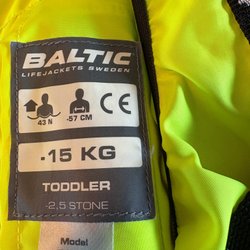 BALTIC
LIFEJACKETS SWEDEN
43 N -57 CM CE
-15 KG
TODDLER
-2,5 STONE
Model